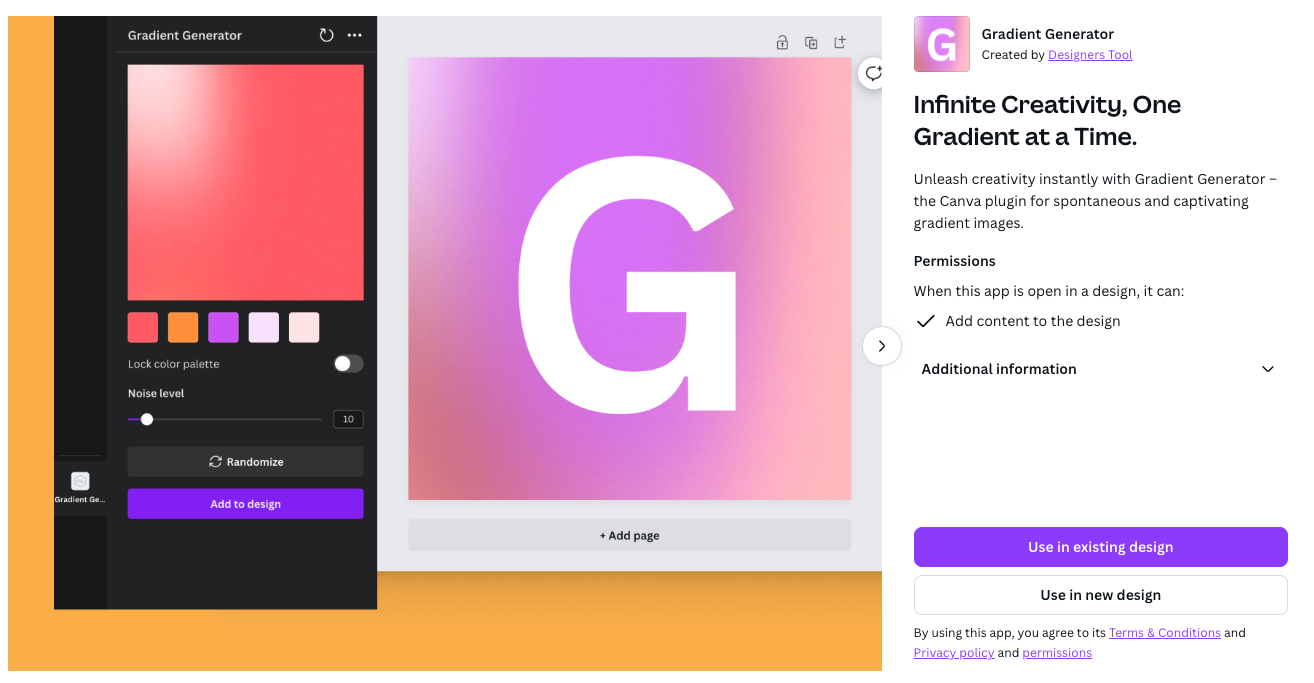 Gradient Generator
Lock color palette
Noise level
10
Randomize
Add to design
Gradient Ge...
G
+ Add page
G
Gradient Generator
Created by Designers Tool
Infinite Creativity, One
Gradient at a Time.
Unleash creativity instantly with Gradient Generator –
the Canva plugin for spontaneous and captivating
gradient images.
Permissions
When this app is open in a design, it can:
Add content to the design
Additional information
Use in existing design
Use in new design
By using this app, you agree to its Terms & Conditions and
Privacy policy and permissions